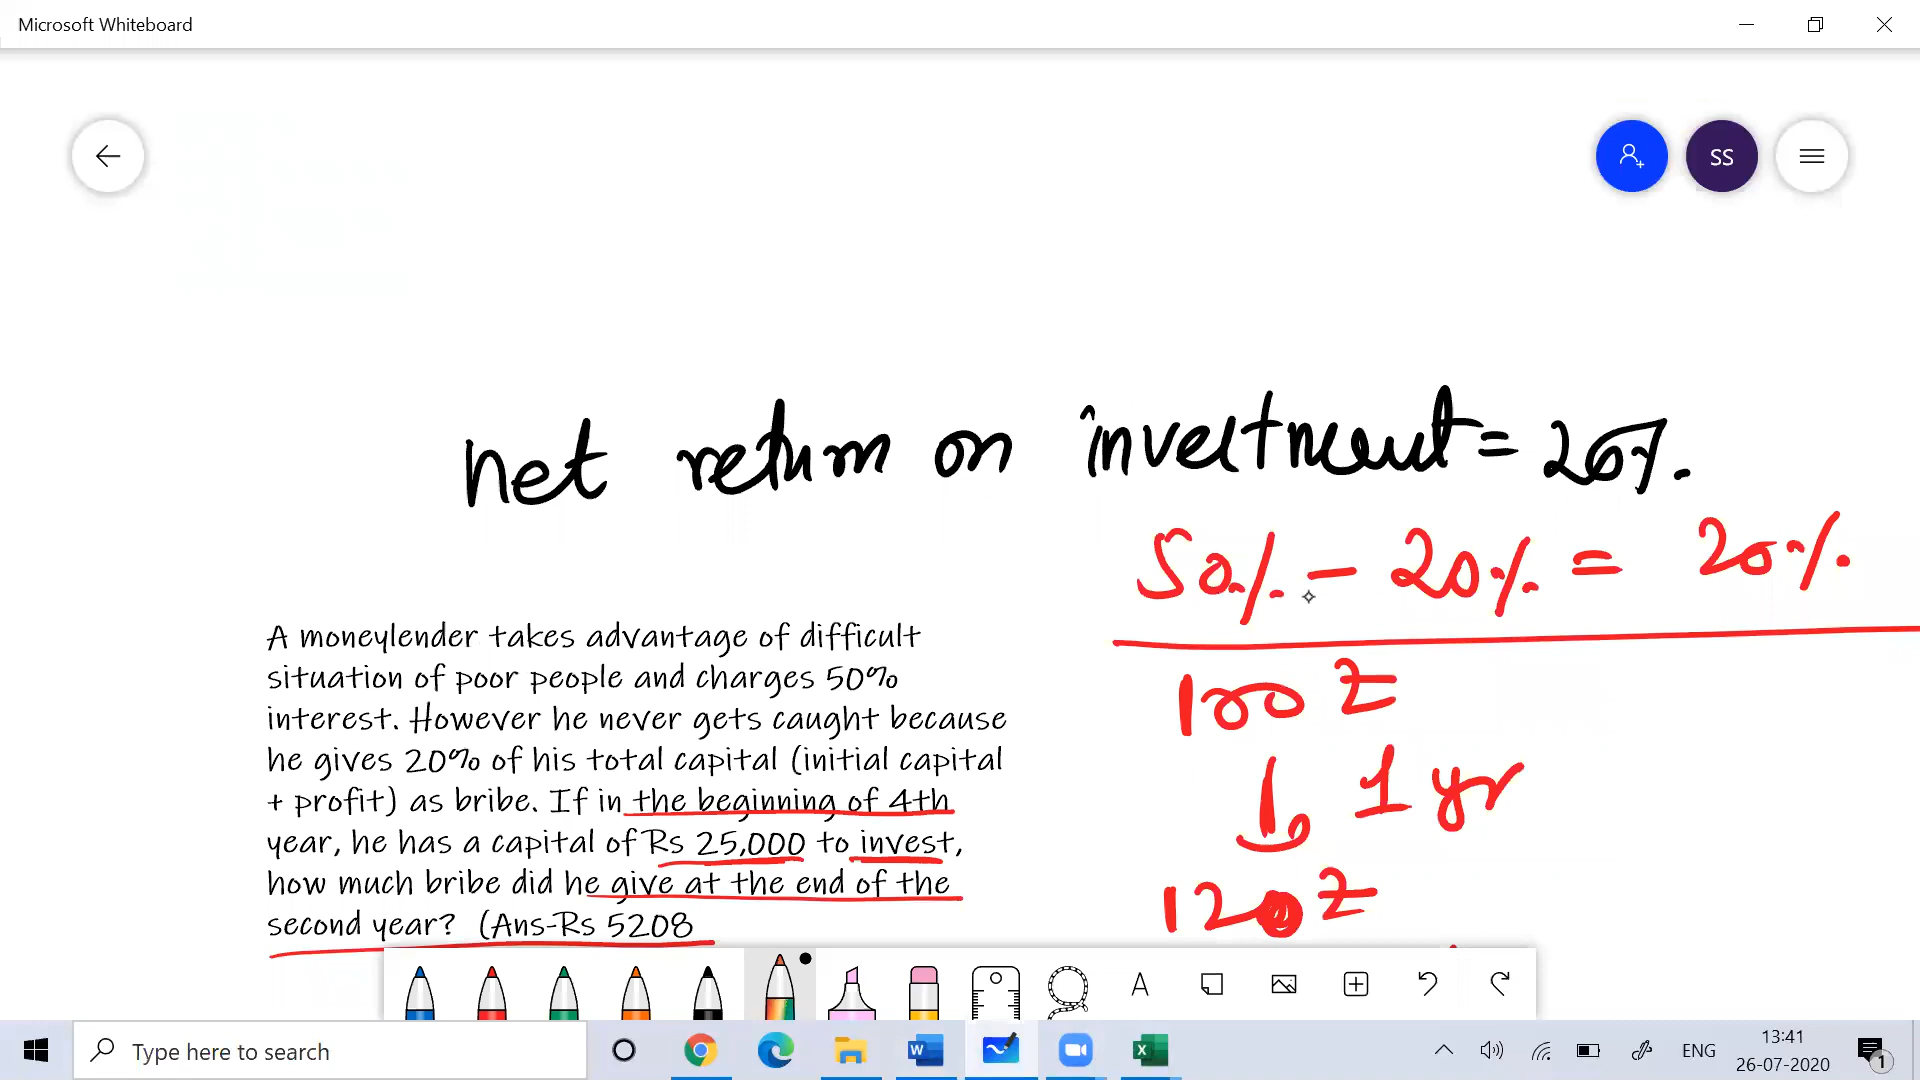 Microsoft Whiteboard
SS
net return on investment = 20%.
50% - 20% = 20%
100 Z
1 yr
120 Z
A moneylender takes advantage of difficult
situation of poor people and charges 50%
interest. However he never gets caught because
he gives 20% of his total capital (initial capital
+ profit) as bribe. If in the beginning of 4th
year, he has a capital of Rs 25,000 to invest,
how much bribe did he give at the end of the
second year? (Ans-Rs 5208
A
Type here to search
ENG
13:41
26-07-2020
1